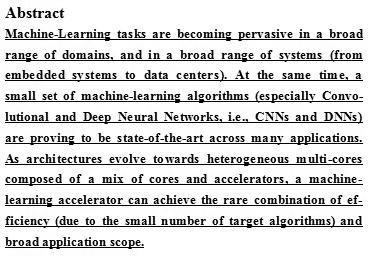 Abstract
Machine-Learning tasks are becoming pervasive in a broad
range of domains, and in a broad range of systems (from
embedded systems to data centers). At the same time, a
small set of machine-learning algorithms (especially Convo-
lutional and Deep Neural Networks, i.e., CNNs and DNNs)
are proving to be state-of-the-art across many applications.
As architectures evolve towards heterogeneous multi-cores
composed of a mix of cores and accelerators, a machine-
learning accelerator can achieve the rare combination of ef-
ficiency (due to the small number of target algorithms) and
broad application scope.